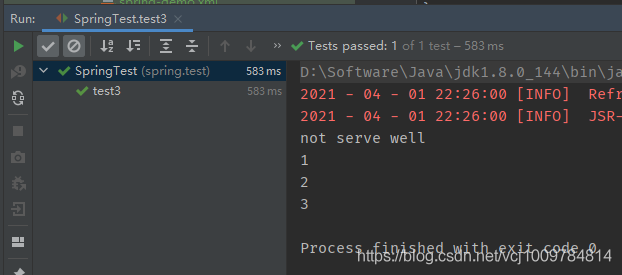 spring-demo.xml
Run: SpringTest.test3 ×
Tests passed: 1 of 1 test – 583 ms
SpringTest (spring.test) 583 ms
test3 583 ms
D:\Software\Java\jdk1.8.0_144\bin\ja
2021 - 04 - 01 22:26:00 [INFO] Refr
2021 - 04 - 01 22:26:00 [INFO] JSR-
not serve well
1
2
3
Process finished with exit code 0
https://blog.csdn.net/vcj1009784814